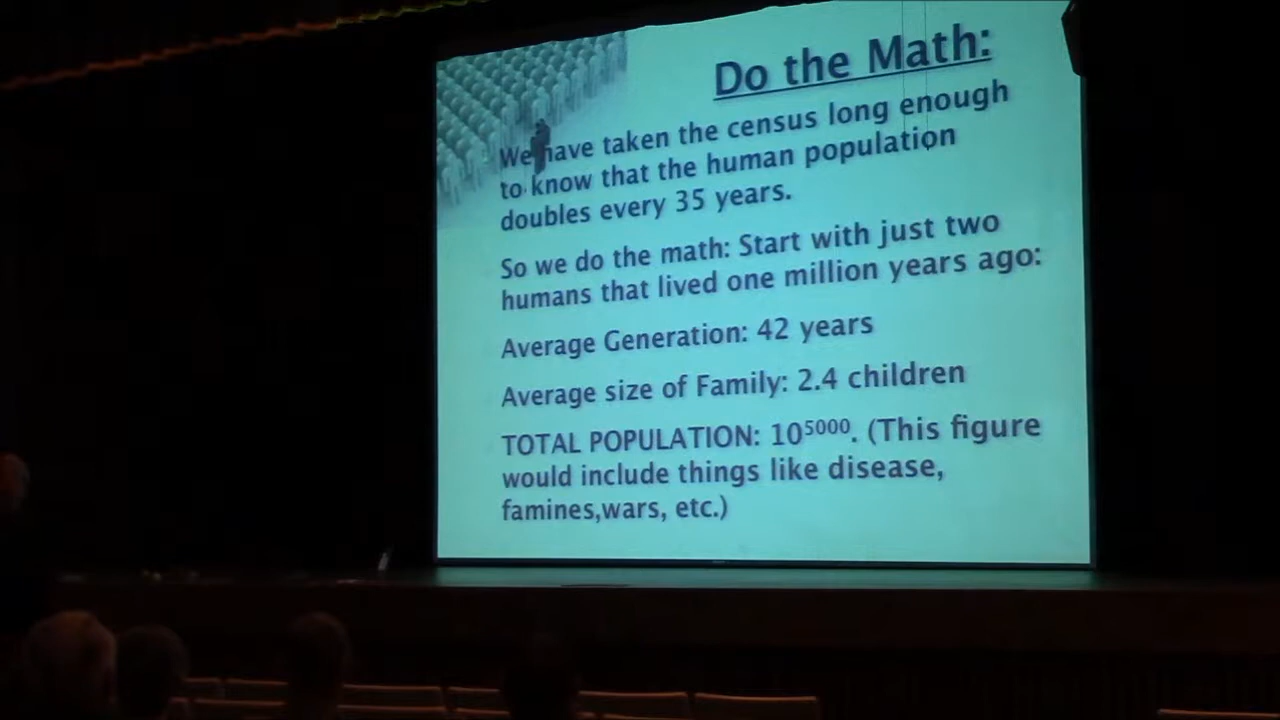 Do the Math:
We have taken the census long enough
to know that the human population
doubles every 35 years.
So we do the math: Start with just two
humans that lived one million years ago:
Average Generation: 42 years
Average size of Family: 2.4 children
TOTAL POPULATION: 10⁵⁰⁰⁰. (This figure
would include things like disease,
famines,wars, etc.)